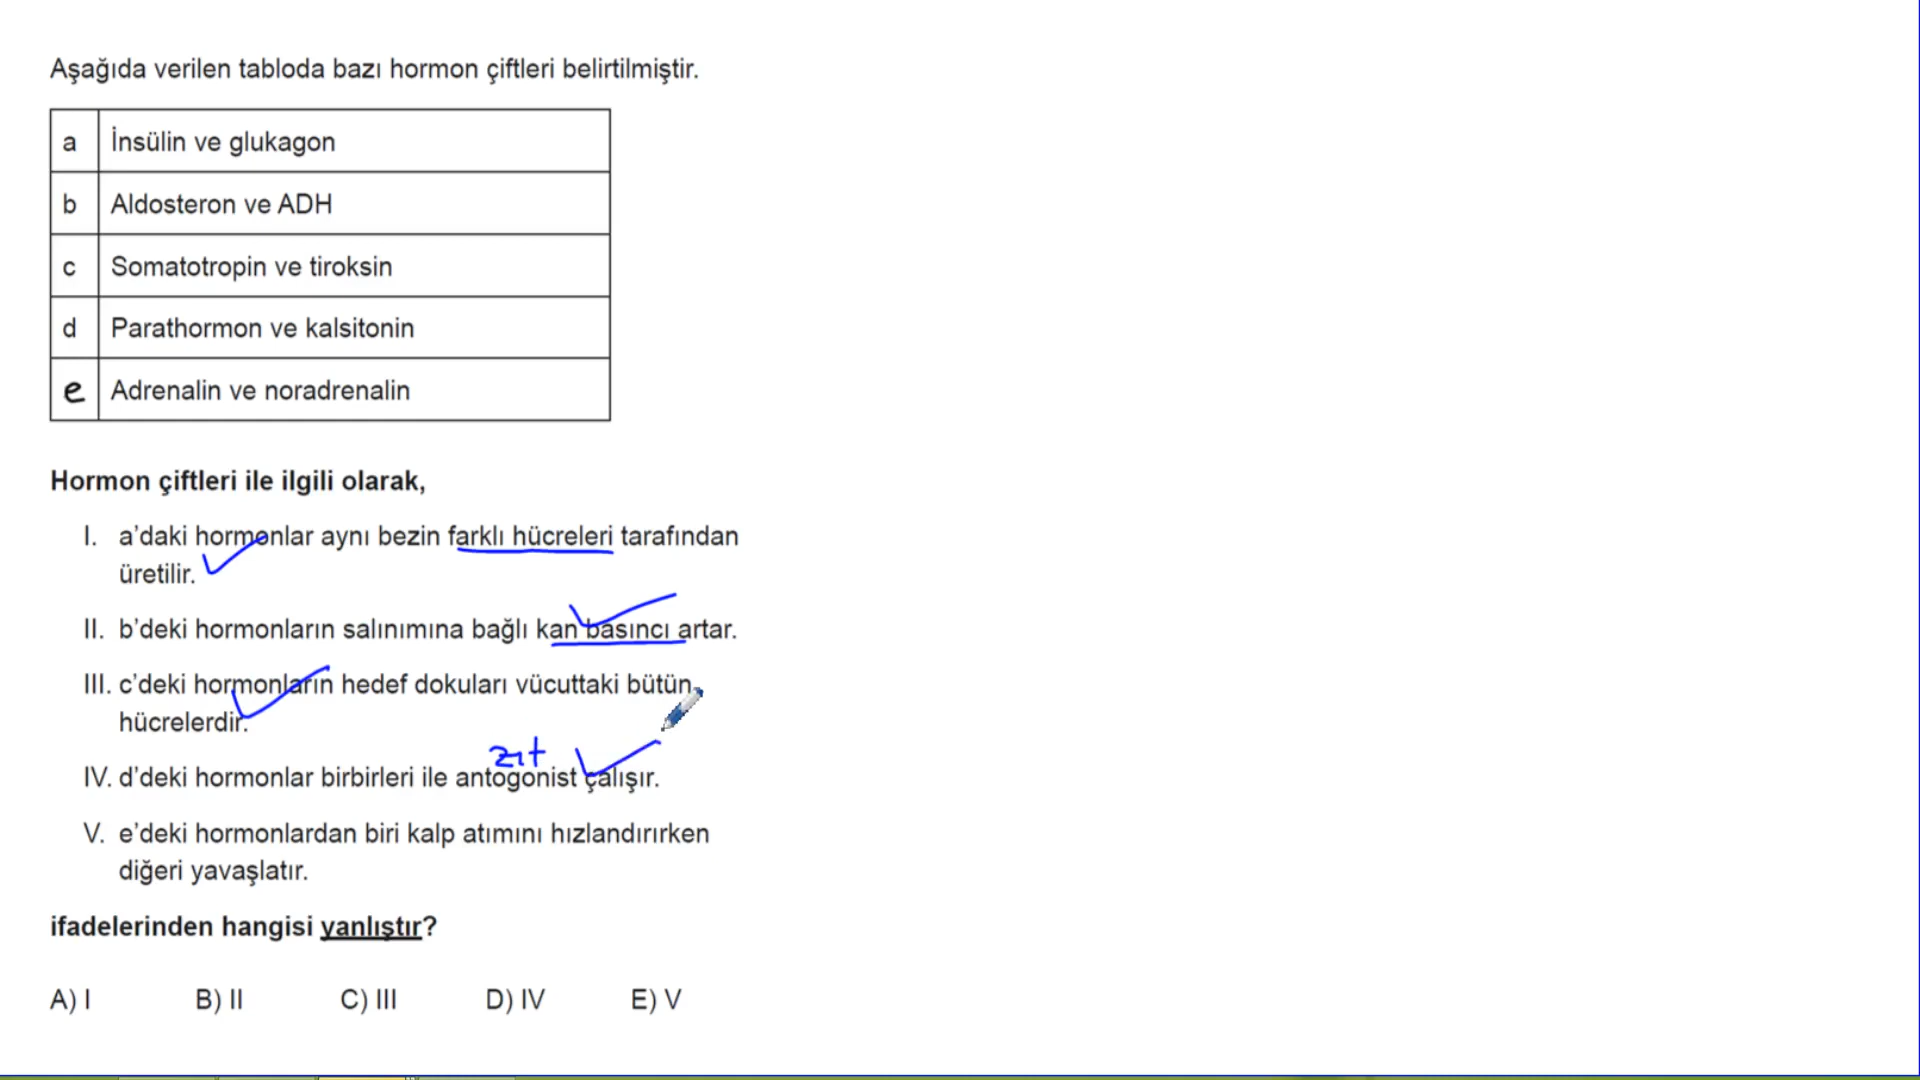 Aşağıda verilen tabloda bazı hormon çiftleri belirtilmiştir.
a İnsülin ve glukagon
b Aldosteron ve ADH
c Somatotropin ve tiroksin
d Parathormon ve kalsitonin
e Adrenalin ve noradrenalin
Hormon çiftleri ile ilgili olarak,
I. a’daki hormonlar aynı bezin farklı hücreleri tarafından
üretilir.
II. b’deki hormonların salınımına bağlı kan basıncı artar.
III. c’deki hormonların hedef dokuları vücuttaki bütün
hücrelerdir.
zıt
IV. d’deki hormonlar birbirleri ile antogonist çalışır.
V. e’deki hormonlardan biri kalp atımını hızlandırırken
diğeri yavaşlatır.
ifadelerinden hangisi yanlıştır?
A) I B) II C) III D) IV E) V